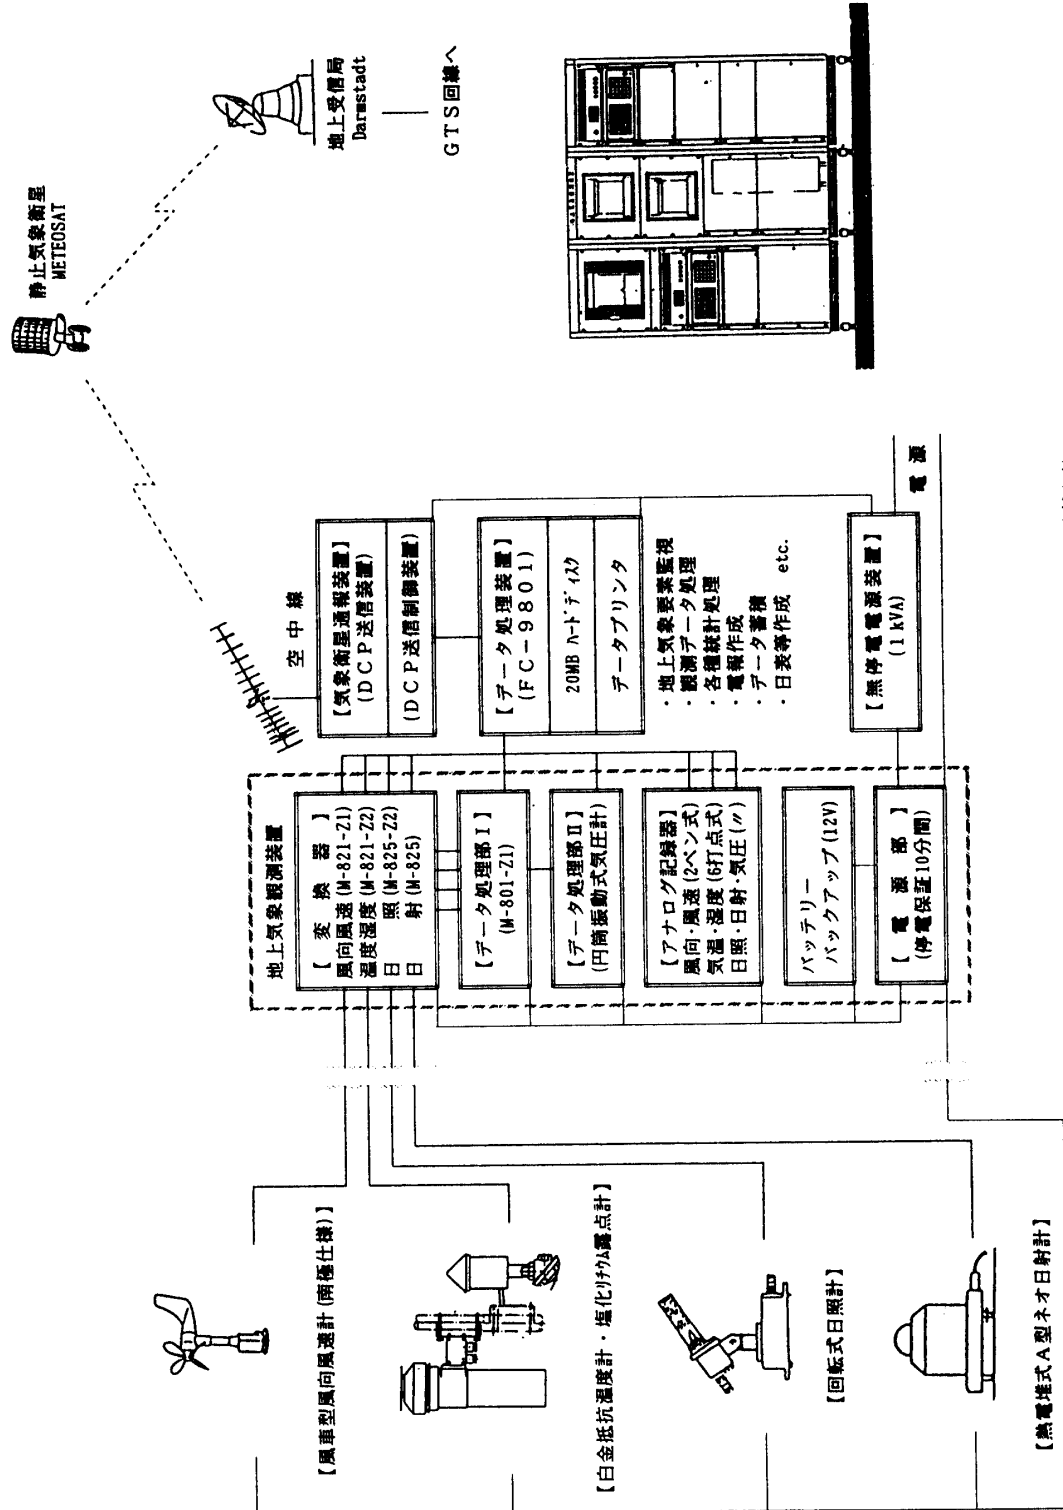 静止気象衛星
METEOSAT
地上受信局
Darmstadt
GTS回線へ
空中線
【気象衛星通報装置】
(DCP送信装置)
(DCP送信制御装置)
【データ処理装置】
(FC-9801)
20MB ハードディスク
データプリンタ
・地上気象要素監視
・観測データ処理
・各種統計処理
・電報作成
・データ蓄積
・日表等作成 etc.
【無停電電源装置】
(1kVA)
電源
地上気象観測装置
【変換器】
風向風速(M-821-Z1)
温度湿度(M-821-Z2)
日照(M-825-Z2)
日射(M-825)
【データ処理部Ⅰ】
(M-801-Z1)
【データ処理部Ⅱ】
(円筒振動式気圧計)
【アナログ記録器】
風向・風速(2ペン式)
気温・湿度(6打点式)
日照・日射・気圧(〃)
バッテリー
バックアップ(12V)
【電源部】
(停電保証10分間)
【風車型風向風速計(南極仕様)】
【白金抵抗温度計・塩化リチウム露点計】
【回転式日照計】
【熱電堆式A型ネオ日射計】